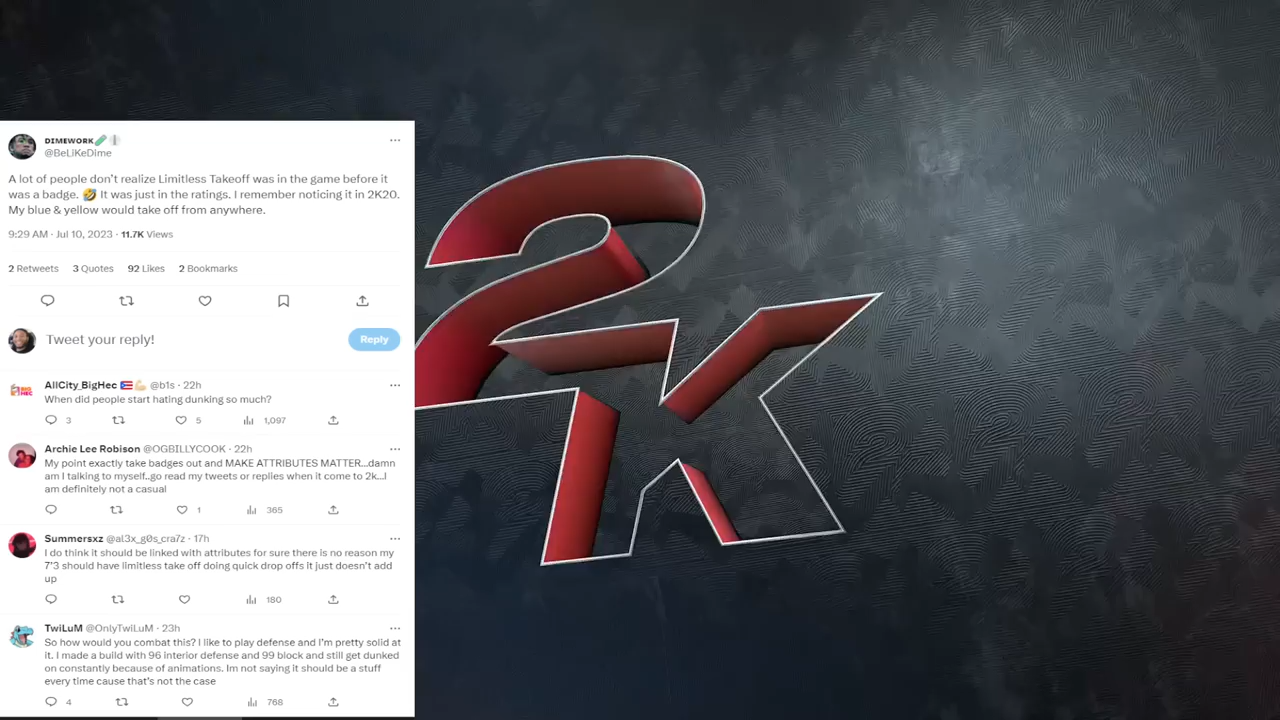 DIMEWORK
@BeLiKeDime
A lot of people don't realize Limitless Takeoff was in the game before it
was a badge. 🤣 It was just in the ratings. I remember noticing it in 2K20.
My blue & yellow would take off from anywhere.
9:29 AM · Jul 10, 2023 · 11.7K Views
2 Retweets 3 Quotes 92 Likes 2 Bookmarks
Tweet your reply!
Reply
AllCity_BigHec 🇵🇷💪🏻 @b1s · 22h
When did people start hating dunking so much?
3 5 1,097
Archie Lee Robison @OGBILLYCOOK · 22h
My point exactly take badges out and MAKE ATTRIBUTES MATTER...damn
am I talking to myself..go read my tweets or replies when it come to 2k...I
am definitely not a casual
1 365
Summersxz @al3x_g0s_cra7z · 17h
I do think it should be linked with attributes for sure there is no reason my
7'3 should have limitless take off doing quick drop offs it just doesn't add
up
180
TwiLuM @OnlyTwiLuM · 23h
So how would you combat this? I like to play defense and I'm pretty solid at
it. I made a build with 96 interior defense and 99 block and still get dunked
on constantly because of animations. Im not saying it should be a stuff
every time cause that's not the case
4 768
2K